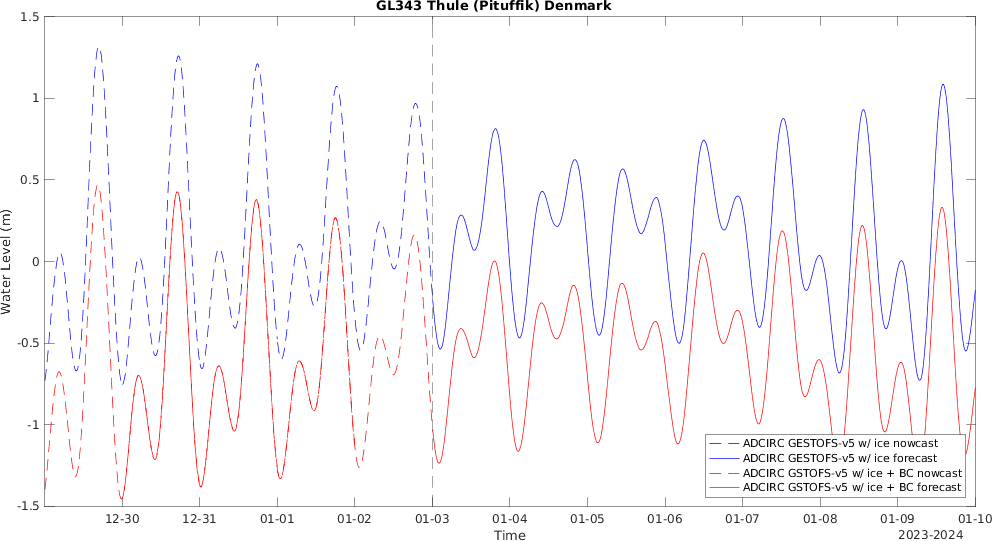 GL343 Thule (Pituffik) Denmark
1.5
1
0.5
0
-0.5
-1
-1.5
Water Level (m)
12-30 12-31 01-01 01-02 01-03 01-04 01-05 01-06 01-07 01-08 01-09 01-10
Time
2023-2024
ADCIRC GESTOFS-v5 w/ ice nowcast
ADCIRC GESTOFS-v5 w/ ice forecast
ADCIRC GSTOFS-v5 w/ ice + BC nowcast
ADCIRC GSTOFS-v5 w/ ice + BC forecast